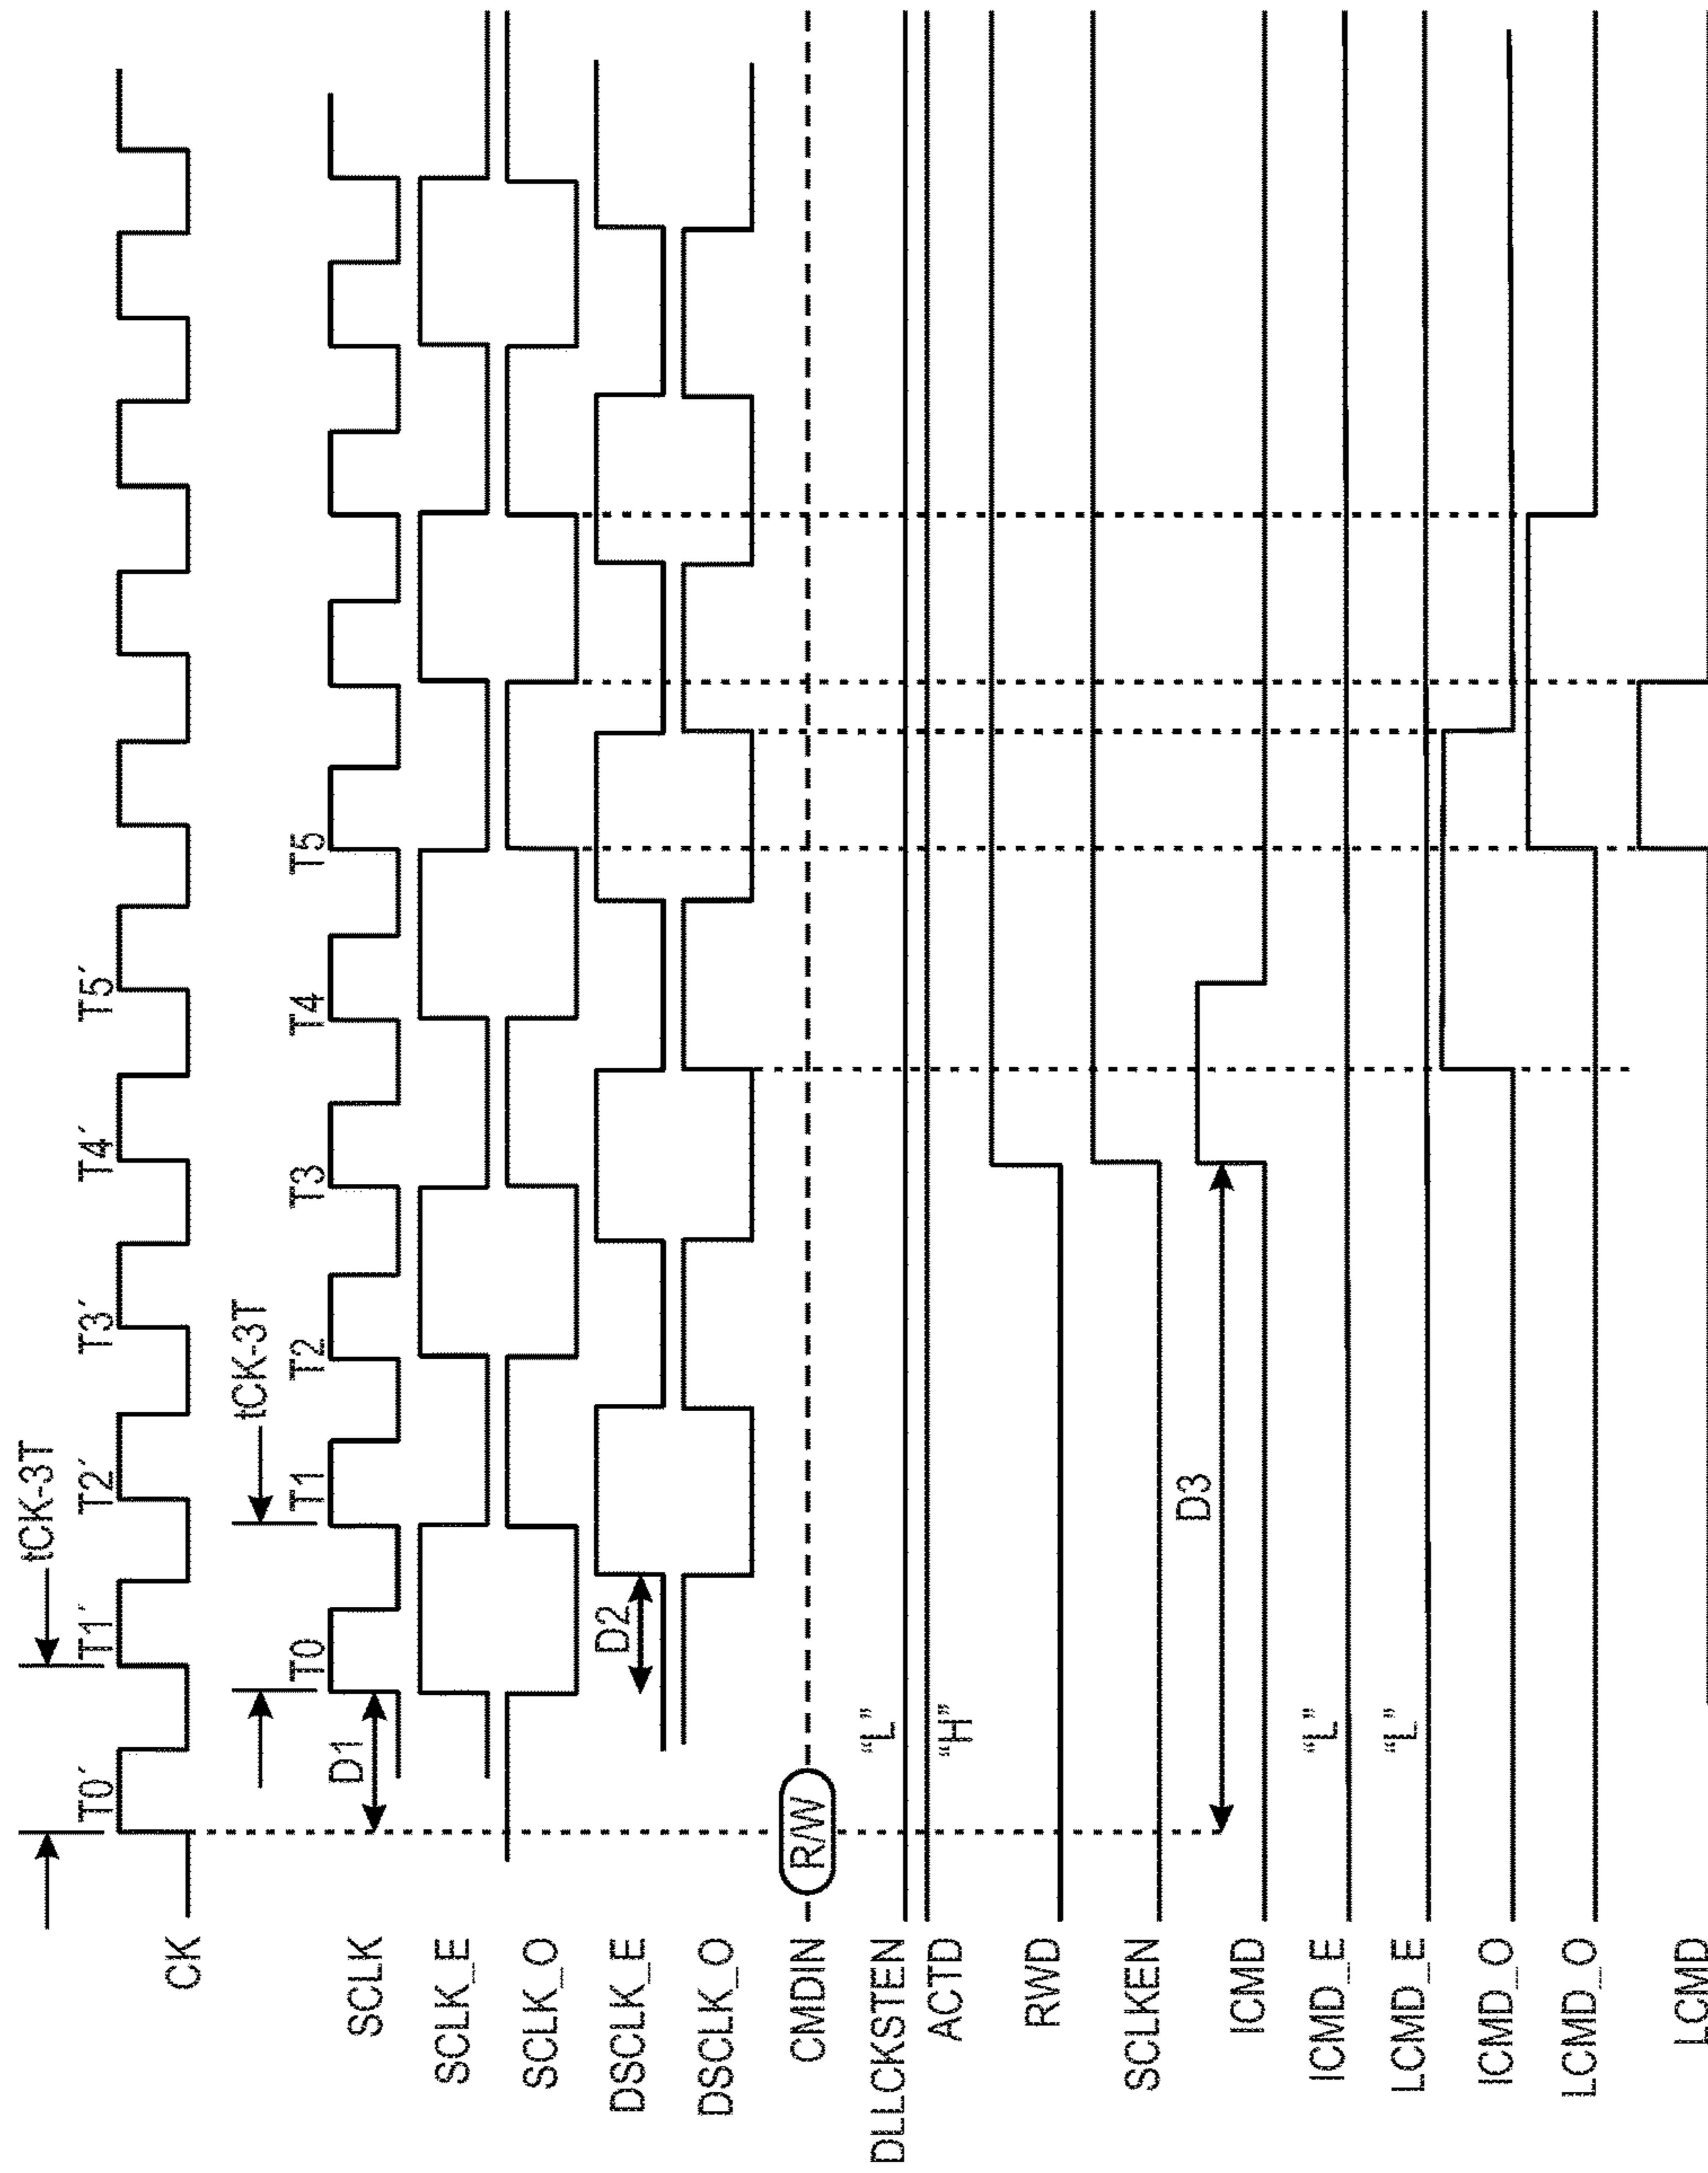 tCK-3T
T0´ T1´ T2´ T3´ T4´ T5´
CK
tCK-3T
T0 T1 T2 T3 T4 T5
D1
SCLK
SCLK_E
SCLK_O
D2
DSCLK_E
DSCLK_O
R/W
CMDIN
"L"
DLLCKSTEN
"H"
ACTD
RWD
SCLKEN
D3
ICMD
"L"
ICMD_E
"L"
LCMD_E
ICMD_O
LCMD_O
LCMD